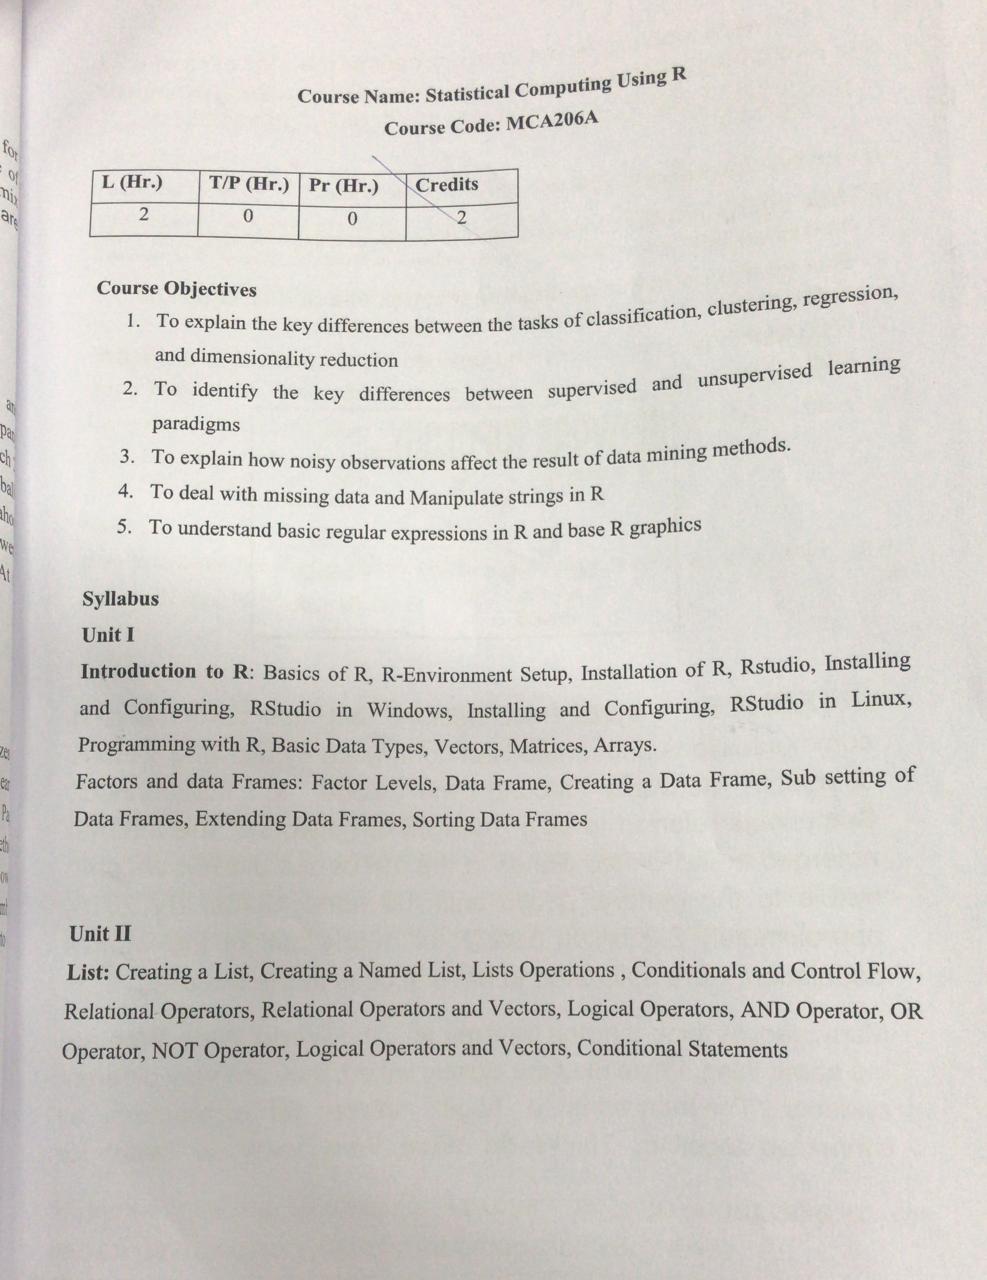 Course Name: Statistical Computing Using R
Course Code: MCA206A
L (Hr.) T/P (Hr.) Pr (Hr.) Credits
2 0 0 2
Course Objectives
1. To explain the key differences between the tasks of classification, clustering, regression,
and dimensionality reduction
2. To identify the key differences between supervised and unsupervised learning
paradigms
3. To explain how noisy observations affect the result of data mining methods.
4. To deal with missing data and Manipulate strings in R
5. To understand basic regular expressions in R and base R graphics
Syllabus
Unit I
Introduction to R: Basics of R, R-Environment Setup, Installation of R, Rstudio, Installing
and Configuring, RStudio in Windows, Installing and Configuring, RStudio in Linux,
Programming with R, Basic Data Types, Vectors, Matrices, Arrays.
Factors and data Frames: Factor Levels, Data Frame, Creating a Data Frame, Sub setting of
Data Frames, Extending Data Frames, Sorting Data Frames
Unit II
List: Creating a List, Creating a Named List, Lists Operations , Conditionals and Control Flow,
Relational Operators, Relational Operators and Vectors, Logical Operators, AND Operator, OR
Operator, NOT Operator, Logical Operators and Vectors, Conditional Statements